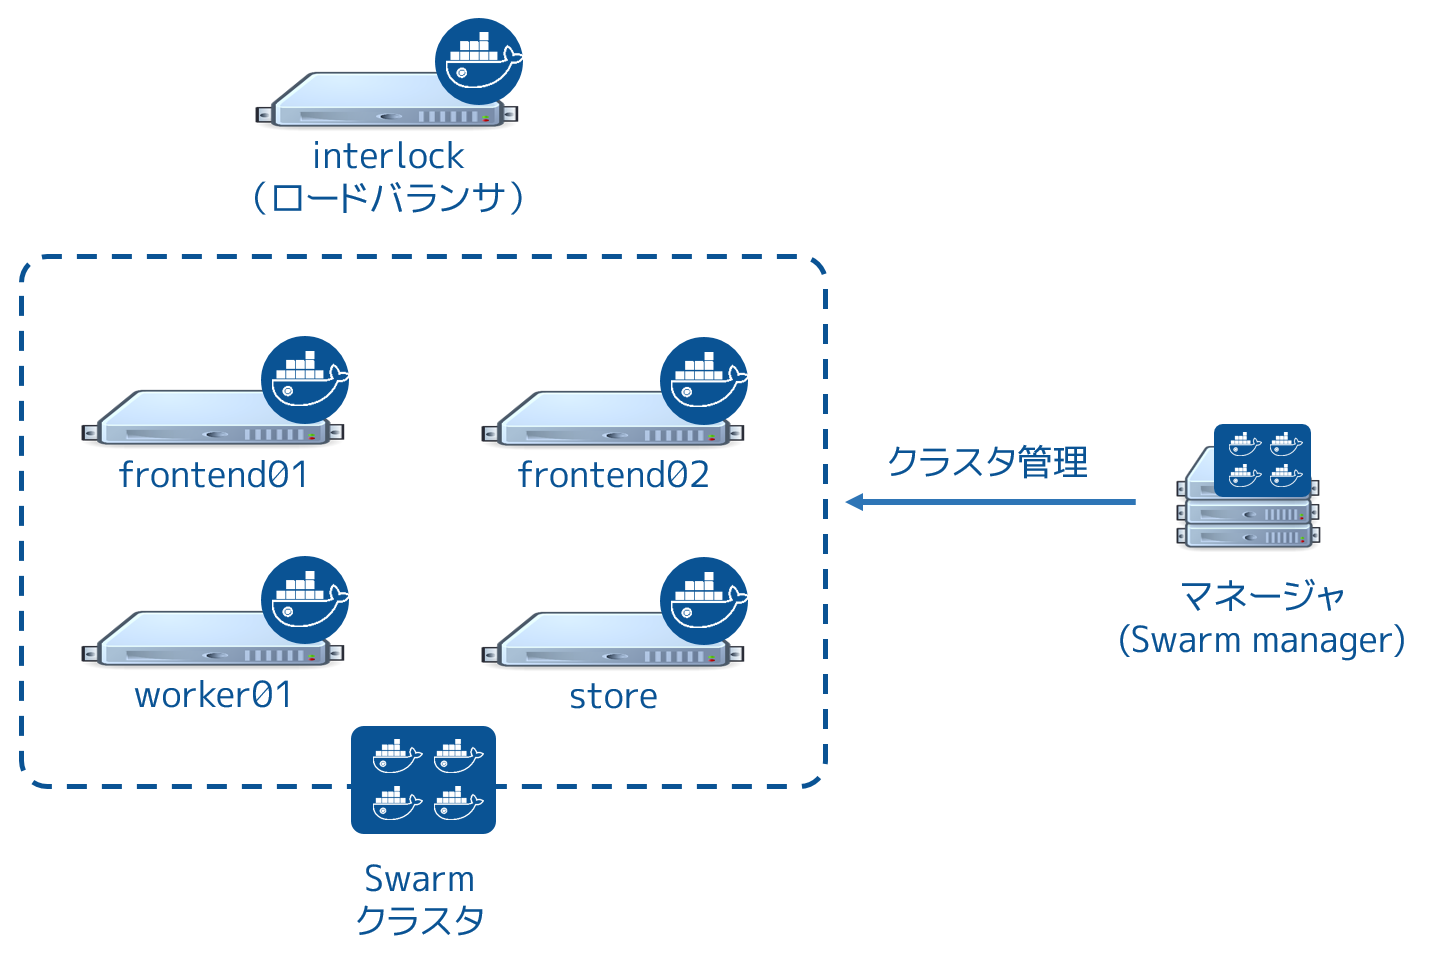 interlock
（ロードバランサ）
frontend01
frontend02
worker01
store
Swarm
クラスタ
クラスタ管理
マネージャ
(Swarm manager)